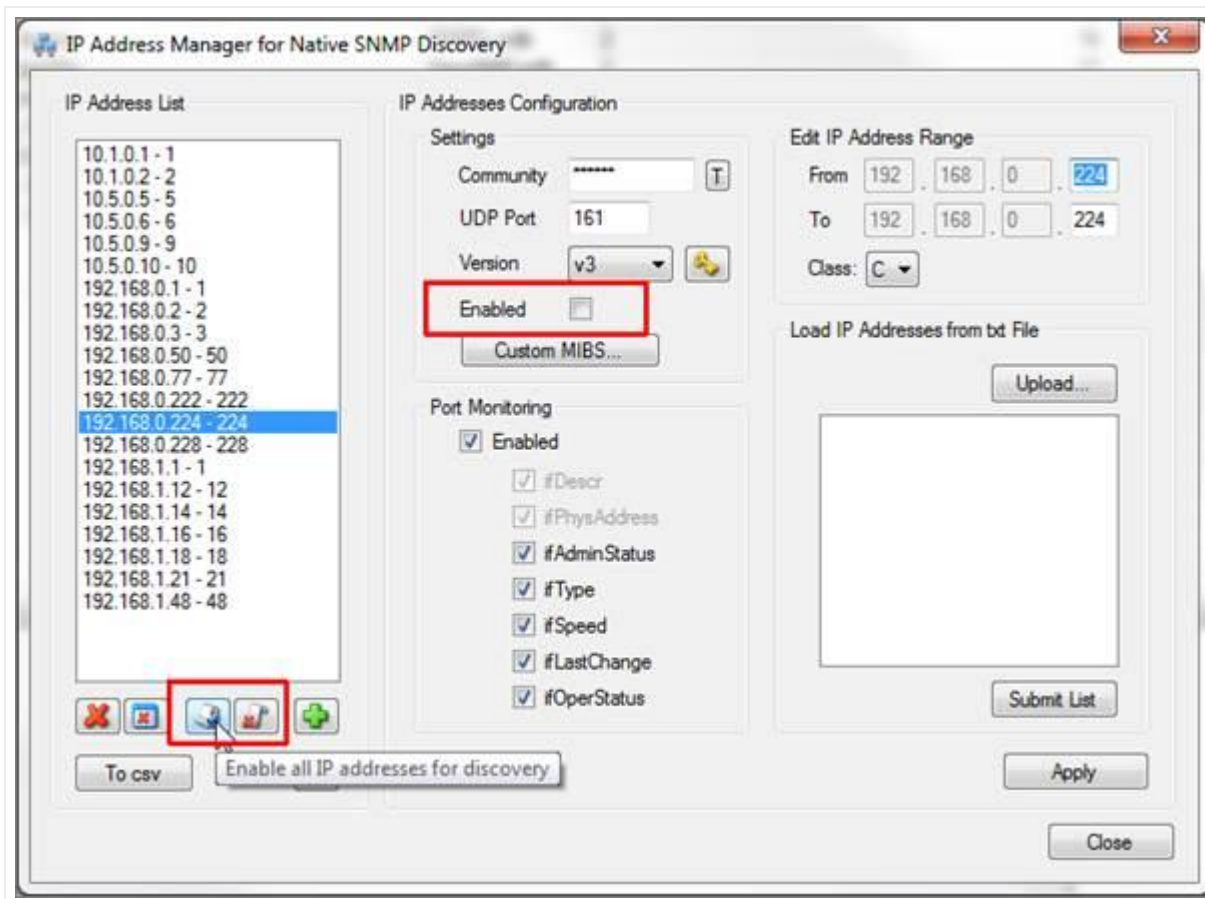 IP Address Manager for Native SNMP Discovery
IP Address List
10.1.0.1 - 1
10.1.0.2 - 2
10.5.0.5 - 5
10.5.0.6 - 6
10.5.0.9 - 9
10.5.0.10 - 10
192.168.0.1 - 1
192.168.0.2 - 2
192.168.0.3 - 3
192.168.0.50 - 50
192.168.0.77 - 77
192.168.0.222 - 222
192.168.0.224 - 224
192.168.0.228 - 228
192.168.1.1 - 1
192.168.1.12 - 12
192.168.1.14 - 14
192.168.1.16 - 16
192.168.1.18 - 18
192.168.1.21 - 21
192.168.1.48 - 48
To csv
Enable all IP addresses for discovery
IP Addresses Configuration
Settings
Community ****** T
UDP Port 161
Version v3
Enabled
Custom MIBS...
Port Monitoring
Enabled
ifDescr
ifPhysAddress
ifAdminStatus
ifType
ifSpeed
ifLastChange
ifOperStatus
Edit IP Address Range
From 192 . 168 . 0 . 224
To 192 . 168 . 0 . 224
Class: C
Load IP Addresses from txt File
Upload...
Submit List
Apply
Close